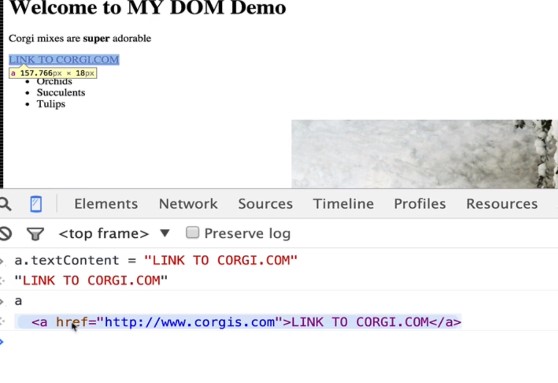 Welcome to MY DOM Demo
Corgi mixes are super adorable
LINK TO CORGI.COM
a 157.766px × 18px
Orchids
Succulents
Tulips
Elements Network Sources Timeline Profiles Resources
<top frame> ▼ Preserve log
a.textContent = "LINK TO CORGI.COM"
"LINK TO CORGI.COM"
a
<a href="http://www.corgis.com">LINK TO CORGI.COM</a>